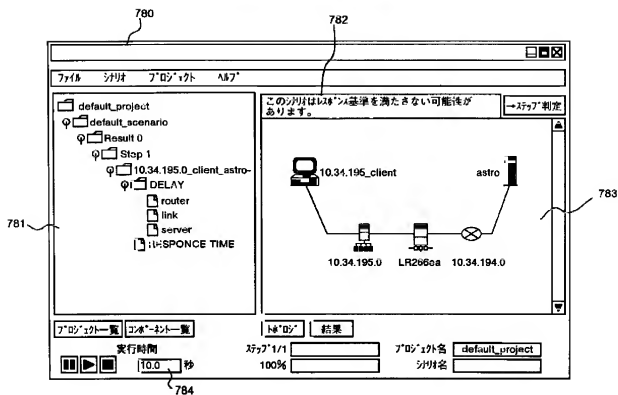 780
782
ファイル シナリオ プロジェクト ヘルプ
default_project
default_scenario
Result 0
Step 1
10.34.195.0_client_astro-
DELAY
router
link
server
RESPONCE TIME
このシナリオはレスポンス基準を満たさない可能性が
あります。
→ステップ判定
10.34.195_client
astro
10.34.195.0
LR266ea
10.34.194.0
781
783
プロジェクト一覧 コンポーネント一覧
トポロジ 結果
実行時間
10.0 秒
784
ステップ1/1
100%
プロジェクト名 default_project
シナリオ名